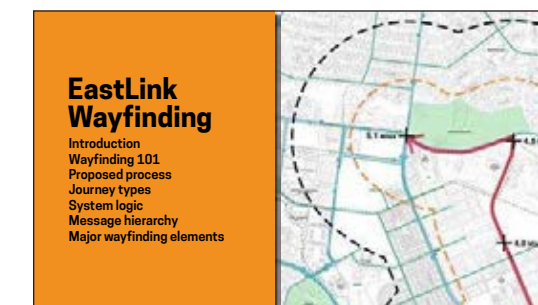 EastLink
Wayfinding
Introduction
Wayfinding 101
Proposed process
Journey types
System logic
Message hierarchy
Major wayfinding elements